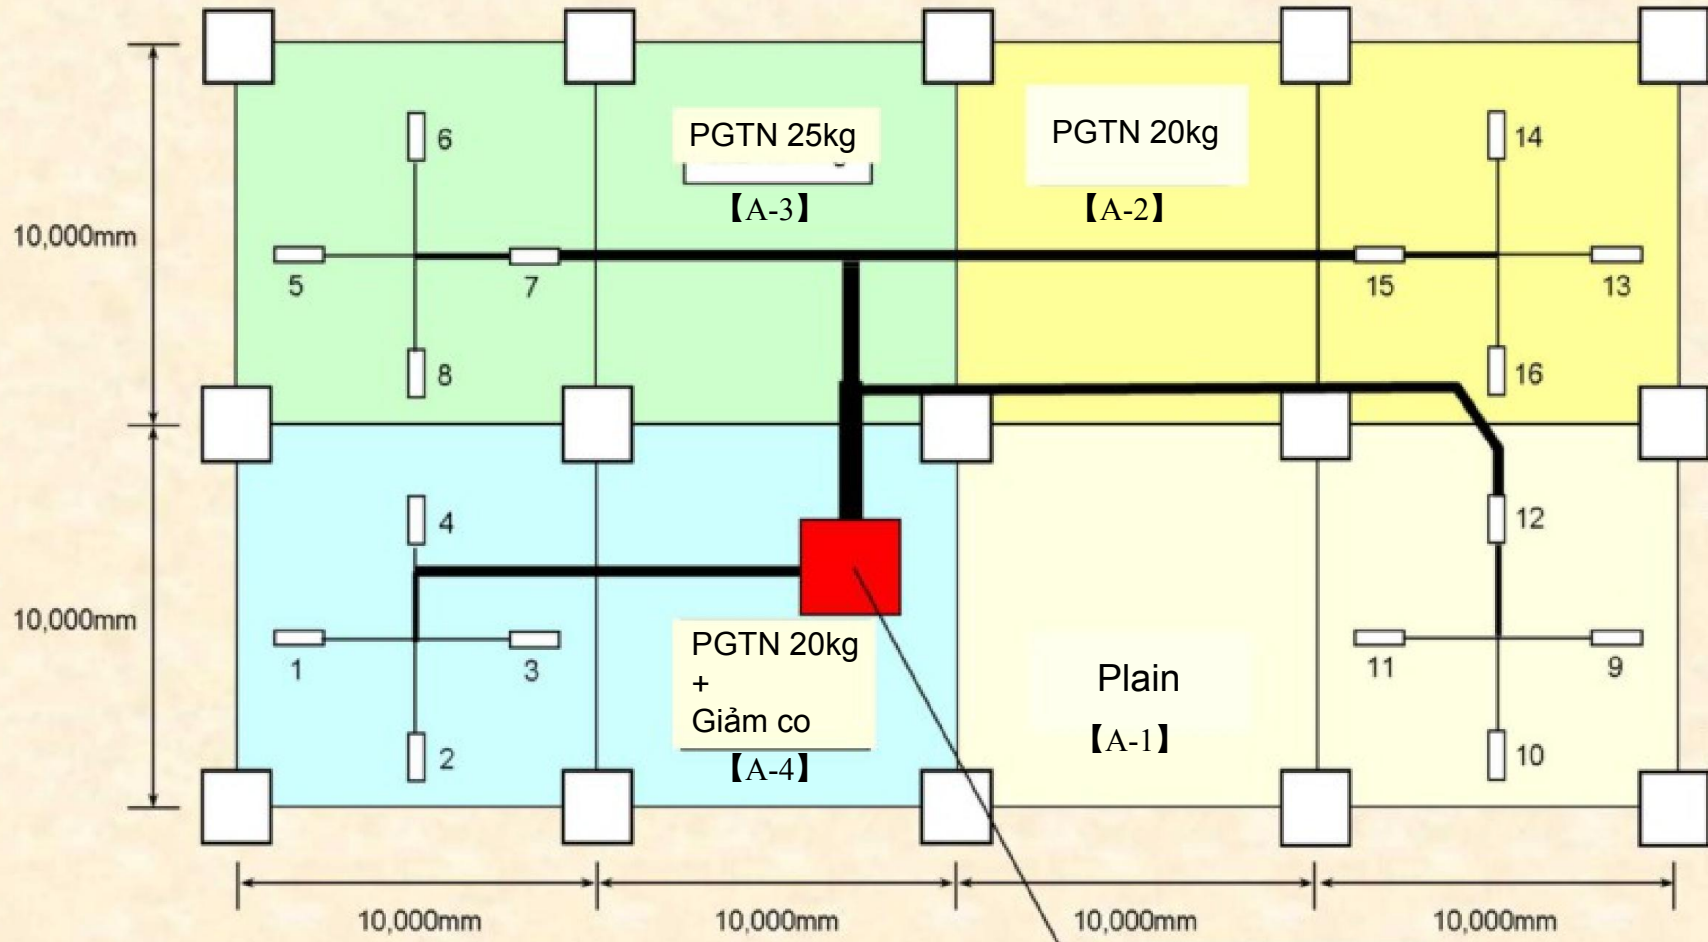 PGTN 25kg
【A-3】
PGTN 20kg
【A-2】
6
14
5
7
15
13
8
16
10,000mm
4
12
1
3
11
9
2
10
10,000mm
PGTN 20kg
+
Giảm co
【A-4】
Plain
【A-1】
10,000mm
10,000mm
10,000mm
10,000mm